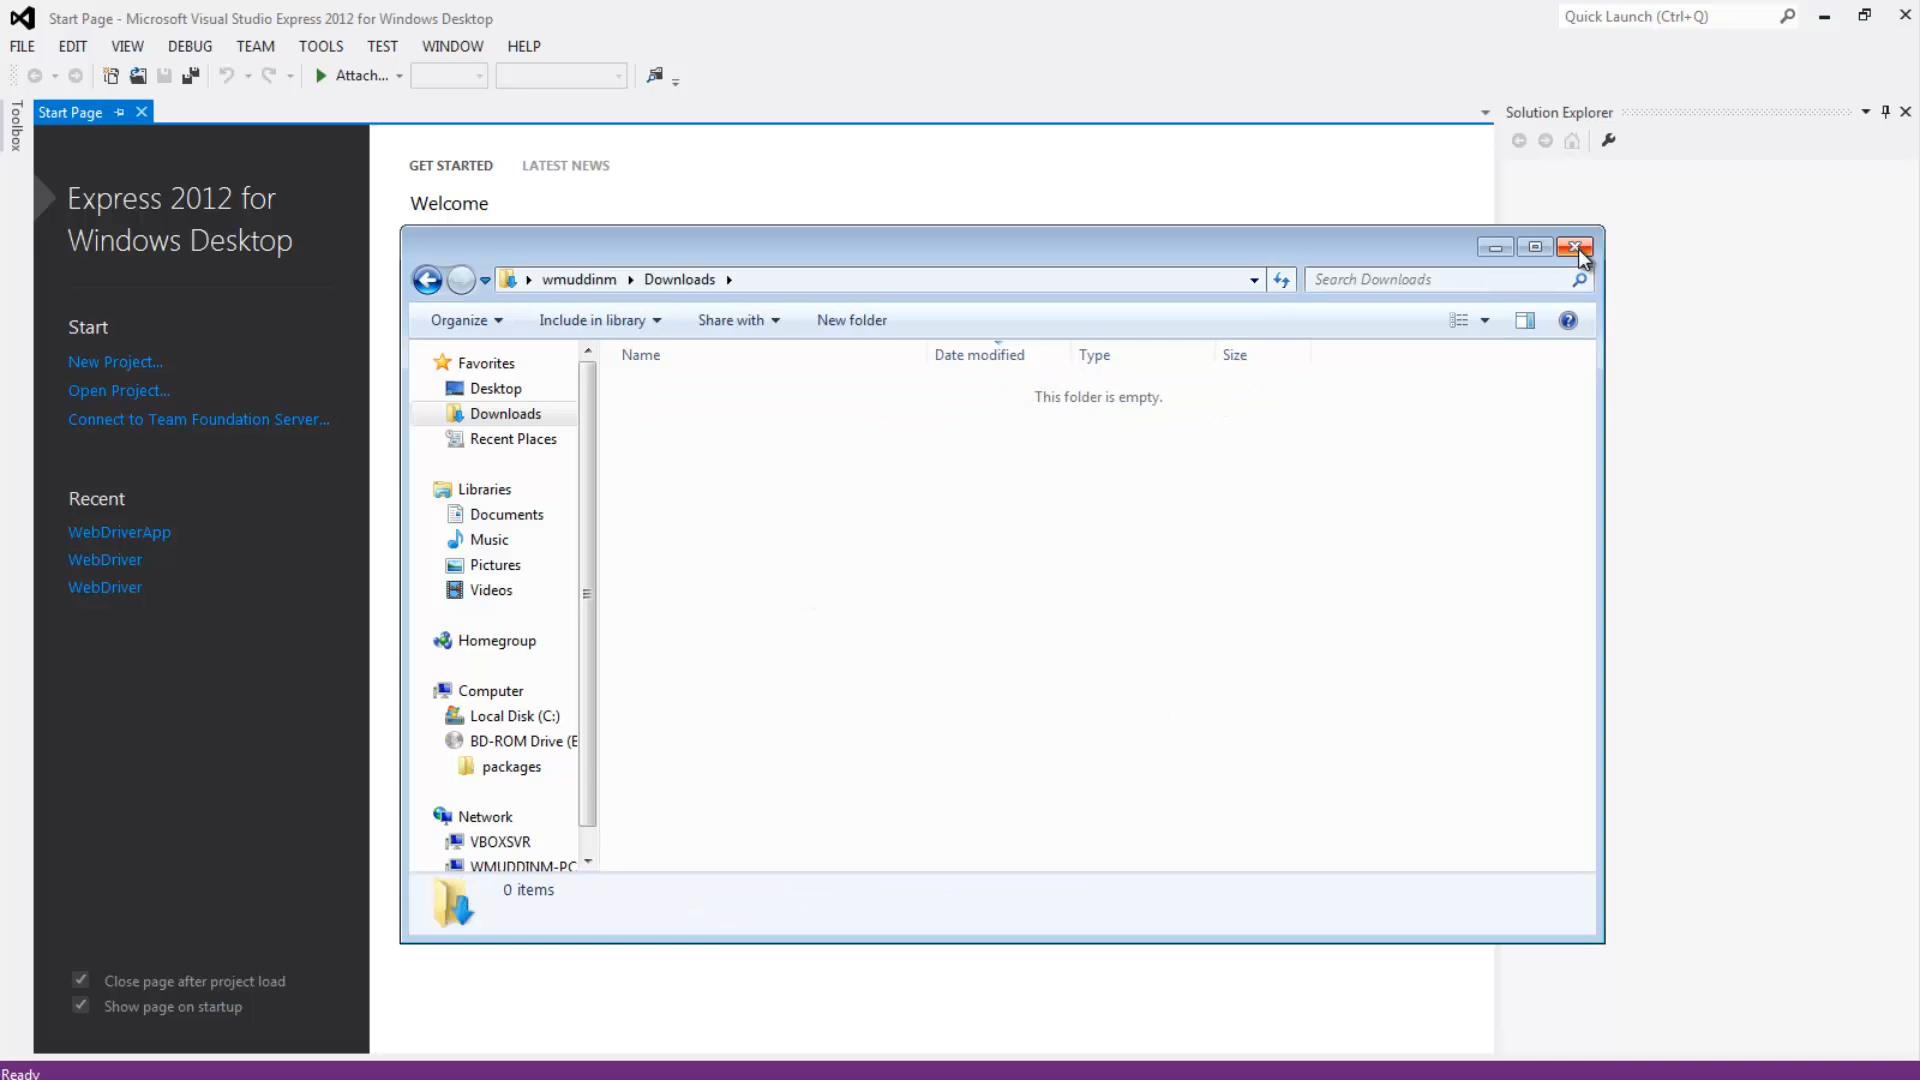 Start Page - Microsoft Visual Studio Express 2012 for Windows Desktop
Quick Launch (Ctrl+Q)
FILE EDIT VIEW DEBUG TEAM TOOLS TEST WINDOW HELP
Attach...
Toolbox
Start Page
Solution Explorer
GET STARTED LATEST NEWS
Express 2012 for
Windows Desktop
Welcome
Start
New Project...
Open Project...
Connect to Team Foundation Server...
Recent
WebDriverApp
WebDriver
WebDriver
Close page after project load
Show page on startup
wmuddinm Downloads
Search Downloads
Organize Include in library Share with New folder
Name Date modified Type Size
This folder is empty.
Favorites
Desktop
Downloads
Recent Places
Libraries
Documents
Music
Pictures
Videos
Homegroup
Computer
Local Disk (C:)
BD-ROM Drive (E
packages
Network
VBOXSVR
WMUDDINM-PC
0 items
Ready